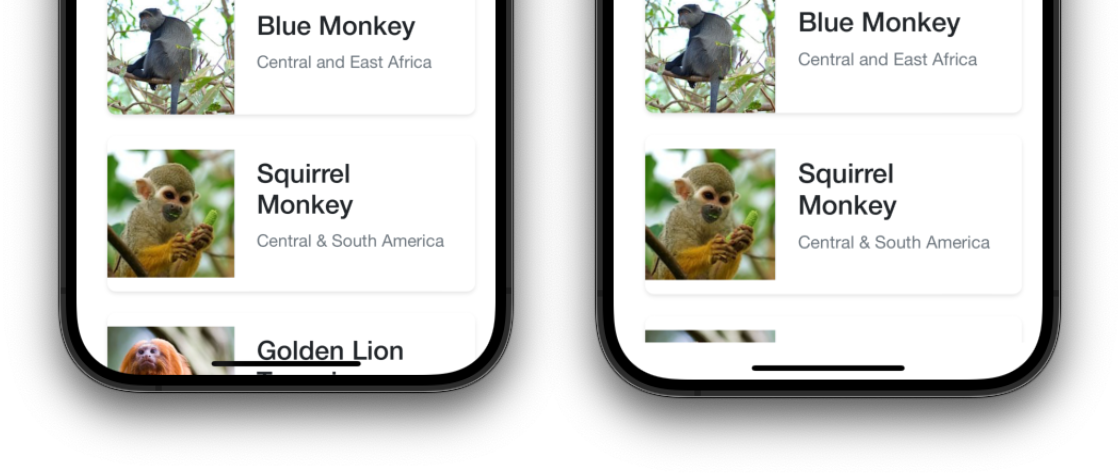 Blue Monkey
Central and East Africa
Squirrel
Monkey
Central & South America
Golden Lion
Blue Monkey
Central and East Africa
Squirrel
Monkey
Central & South America